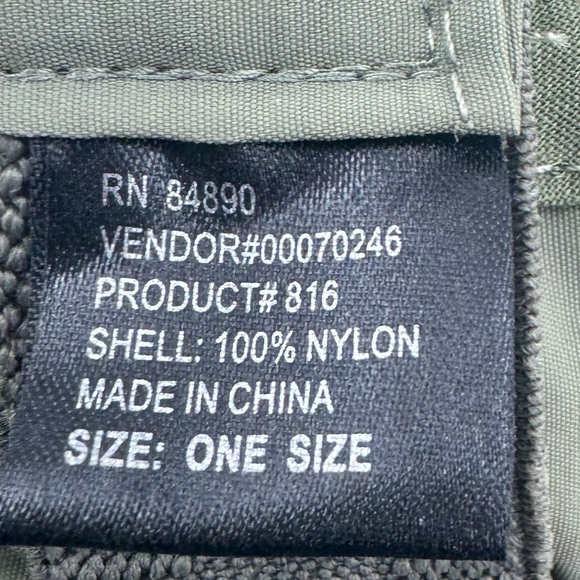 RN 84890
VENDOR#00070246
PRODUCT# 816
SHELL: 100% NYLON
MADE IN CHINA
SIZE: ONE SIZE